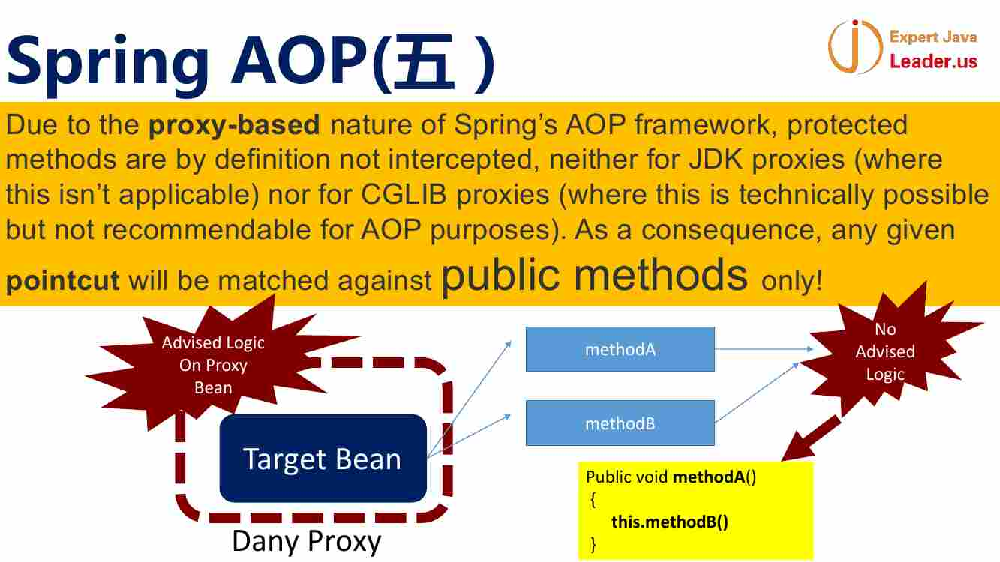 Spring AOP(五 )
Expert Java
Leader.us
Due to the proxy-based nature of Spring’s AOP framework, protected
methods are by definition not intercepted, neither for JDK proxies (where
this isn’t applicable) nor for CGLIB proxies (where this is technically possible
but not recommendable for AOP purposes). As a consequence, any given
pointcut will be matched against public methods only!
Advised Logic
On Proxy
Bean
Target Bean
Dany Proxy
methodA
methodB
No
Advised
Logic
Public void methodA()
{
this.methodB()
}